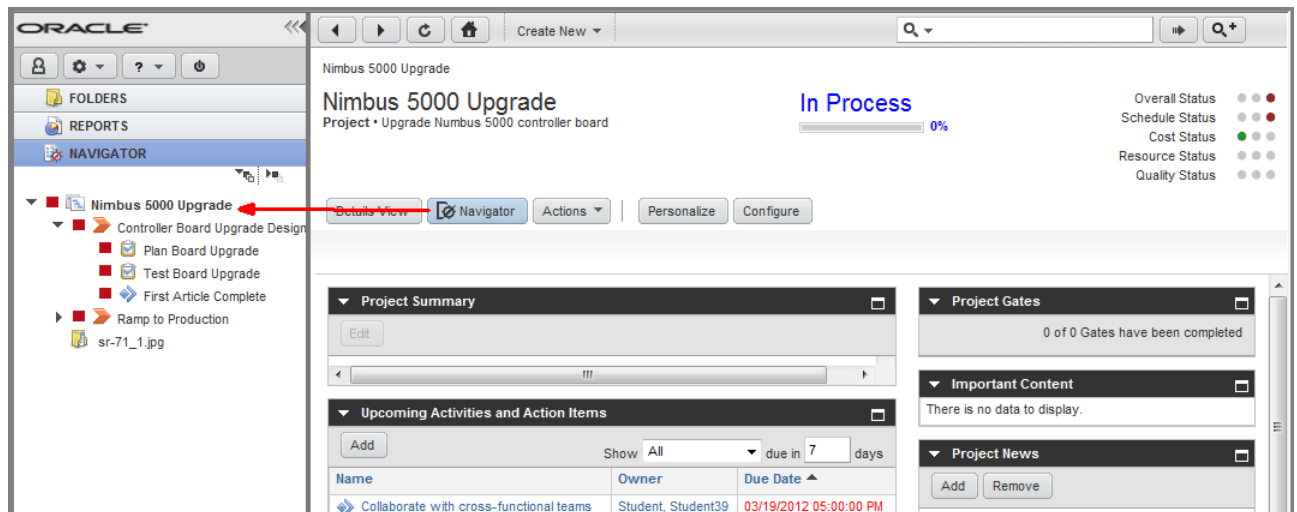 ORACLE
Create New
?
FOLDERS
REPORTS
NAVIGATOR
Nimbus 5000 Upgrade
Controller Board Upgrade Design
Plan Board Upgrade
Test Board Upgrade
First Article Complete
Ramp to Production
sr-71_1.jpg
Nimbus 5000 Upgrade
Nimbus 5000 Upgrade
Project • Upgrade Numbus 5000 controller board
In Process
0%
Overall Status
Schedule Status
Cost Status
Resource Status
Quality Status
Details View Navigator Actions Personalize Configure
Project Summary
Edit
Upcoming Activities and Action Items
Add
Show All due in 7 days
Name Owner Due Date
Collaborate with cross-functional teams Student, Student39 03/19/2012 05:00:00 PM
Project Gates
0 of 0 Gates have been completed
Important Content
There is no data to display.
Project News
Add Remove